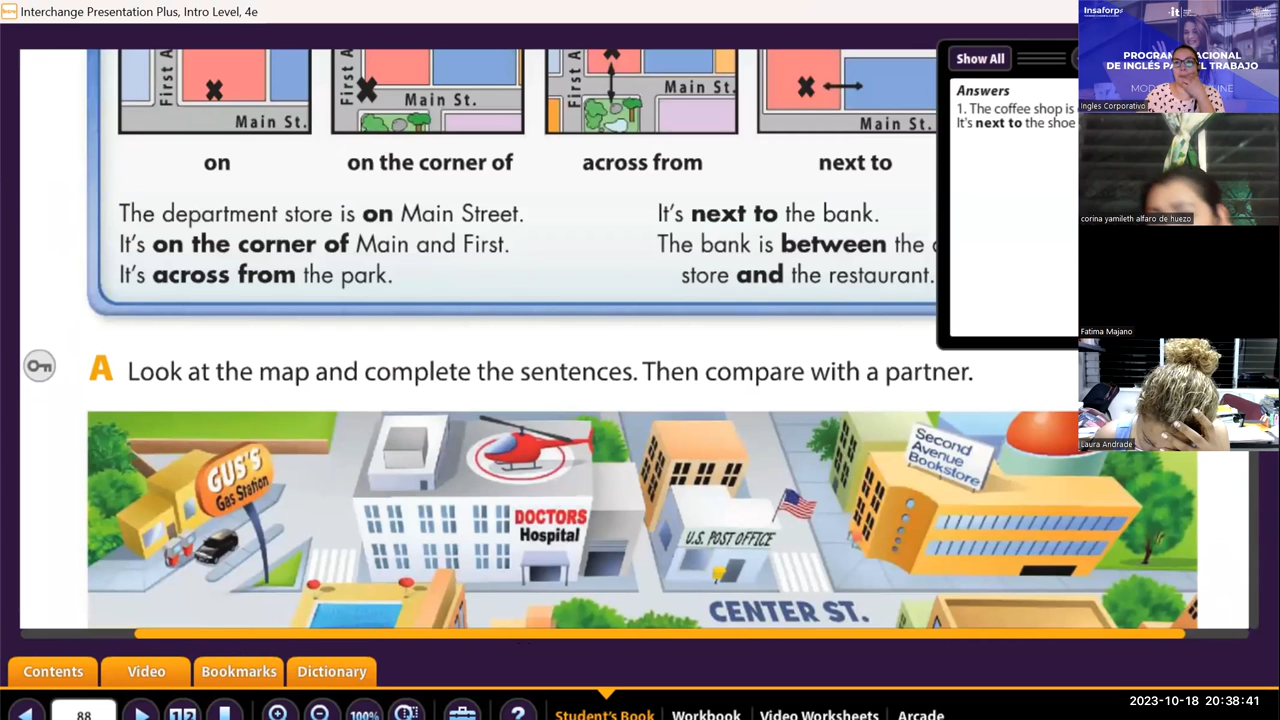 Interchange Presentation Plus, Intro Level, 4e
First A
Main St.
on
First A
Main St.
on the corner of
First A
Main St.
across from
Main St.
next to
The department store is on Main Street.
It's on the corner of Main and First.
It's across from the park.
It's next to the bank.
The bank is between the
store and the restaurant.
Show All
Answers
1. The coffee shop is
It's next to the shoe
A Look at the map and complete the sentences. Then compare with a partner.
GUS'S
Gas Station
DOCTORS
Hospital
U.S. POST OFFICE
Second
Avenue
Bookstore
CENTER ST.
Insaforp
it
PROGRAMA NACIONAL
DE INGLÉS PARA EL TRABAJO
Ingles Corporativo
corina yamileth alfaro de huezo
Fatima Majano
Laura Andrade
Contents
Video
Bookmarks
Dictionary
88
1 2
100%
?
Student's Book
Workbook
Video Worksheets
Arcade
2023-10-18 20:38:41